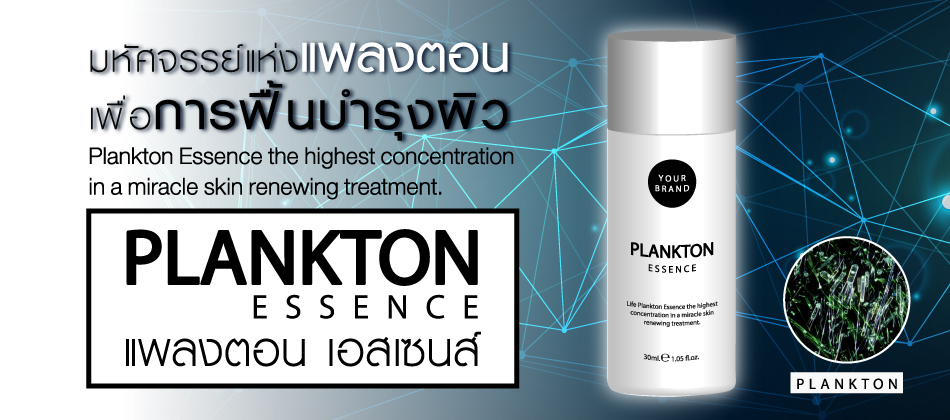 มหัศจรรย์แห่งแพลงตอน
เพื่อการฟื้นบำรุงผิว
Plankton Essence the highest concentration
in a miracle skin renewing treatment.
PLANKTON
ESSENCE
แพลงตอน เอสเซนส์
YOUR
BRAND
PLANKTON
ESSENCE
Life Plankton Essence the highest
concentration in a miracle skin
renewing treatment.
30ml.℮ 1.05 fl.oz.
PLANKTON